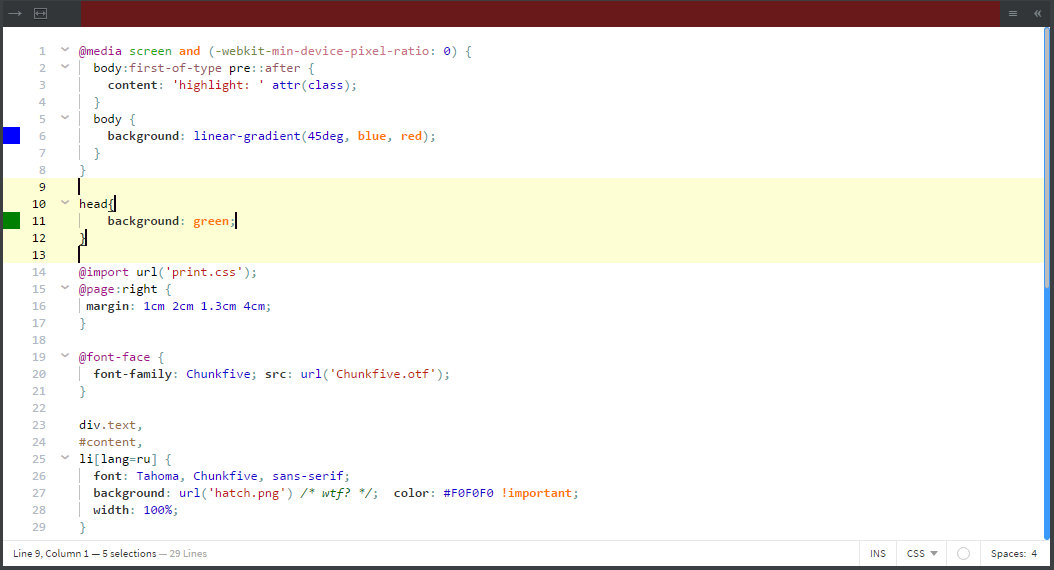 1 @media screen and (-webkit-min-device-pixel-ratio: 0) {
2 body:first-of-type pre::after {
3 content: 'highlight: ' attr(class);
4 }
5 body {
6 background: linear-gradient(45deg, blue, red);
7 }
8 }
9
10 head{
11 background: green;
12 }
13
14 @import url('print.css');
15 @page:right {
16 margin: 1cm 2cm 1.3cm 4cm;
17 }
18
19 @font-face {
20 font-family: Chunkfive; src: url('Chunkfive.otf');
21 }
22
23 div.text,
24 #content,
25 li[lang=ru] {
26 font: Tahoma, Chunkfive, sans-serif;
27 background: url('hatch.png') /* wtf? */;  color: #F0F0F0 !important;
28 width: 100%;
29 }
Line 9, Column 1 — 5 selections — 29 Lines INS CSS Spaces: 4